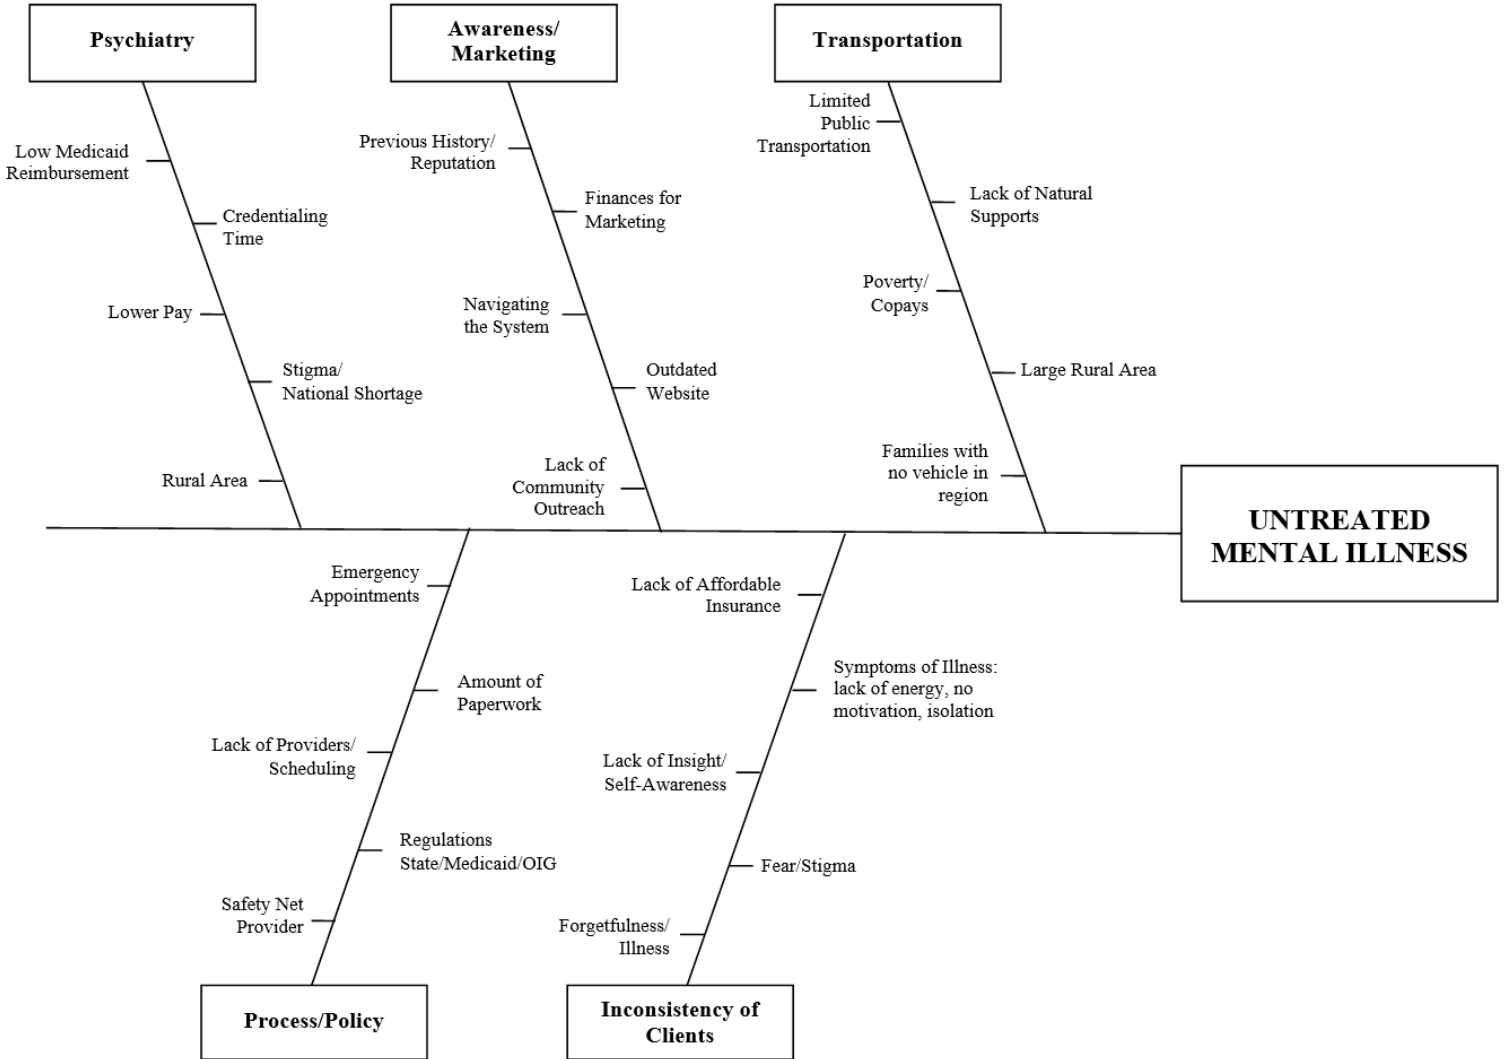 Psychiatry
Awareness/
Marketing
Transportation
Low Medicaid
Reimbursement
Credentialing
Time
Lower Pay
Stigma/
National Shortage
Rural Area
Previous History/
Reputation
Finances for
Marketing
Navigating
the System
Outdated
Website
Lack of
Community
Outreach
Limited
Public
Transportation
Lack of Natural
Supports
Poverty/
Copays
Large Rural Area
Families with
no vehicle in
region
UNTREATED
MENTAL ILLNESS
Emergency
Appointments
Amount of
Paperwork
Lack of Providers/
Scheduling
Regulations
State/Medicaid/OIG
Safety Net
Provider
Process/Policy
Lack of Affordable
Insurance
Symptoms of Illness:
lack of energy, no
motivation, isolation
Lack of Insight/
Self-Awareness
Fear/Stigma
Forgetfulness/
Illness
Inconsistency of
Clients